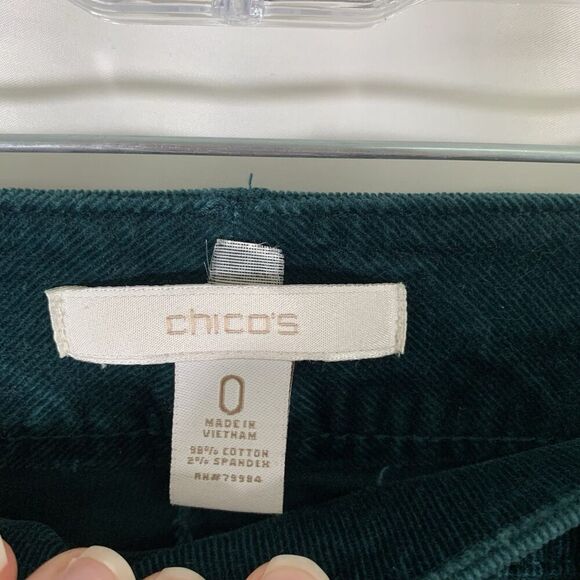 chico's
0
MADE IN
VIETNAM
98% COTTON
2% SPANDEX
RN#79984